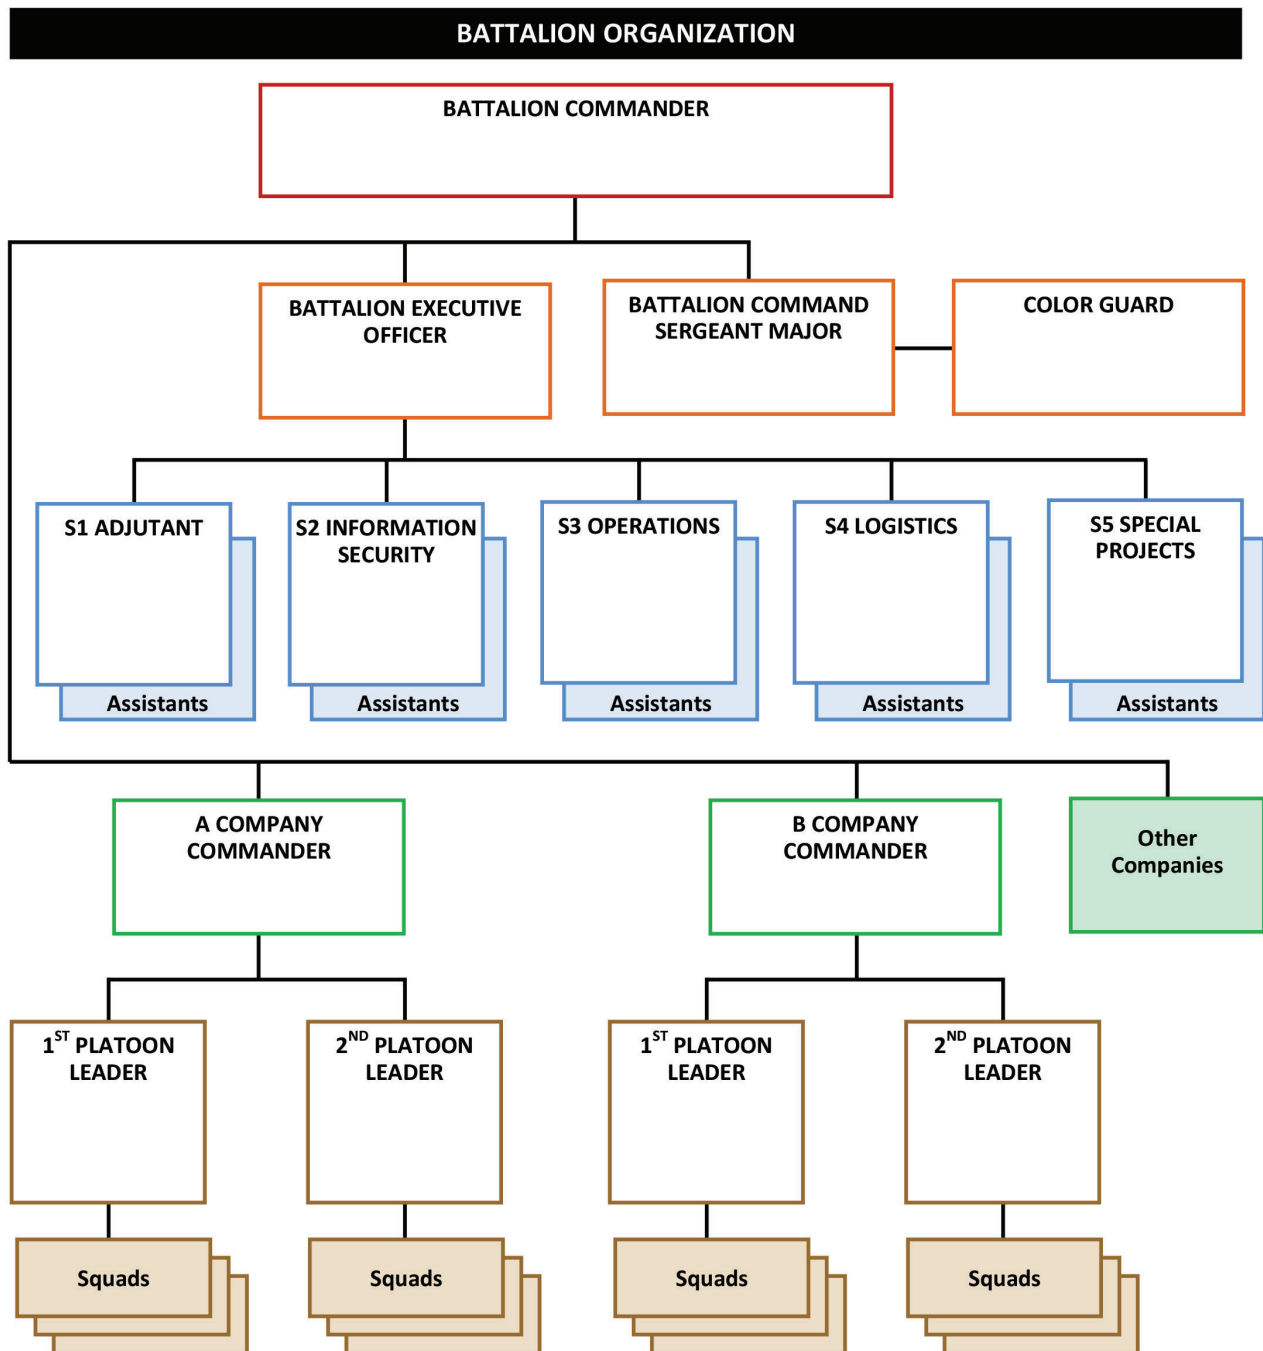 BATTALION ORGANIZATION
BATTALION COMMANDER
BATTALION EXECUTIVE
OFFICER
BATTALION COMMAND
SERGEANT MAJOR
COLOR GUARD
S1 ADJUTANT
Assistants
S2 INFORMATION
SECURITY
Assistants
S3 OPERATIONS
Assistants
S4 LOGISTICS
Assistants
S5 SPECIAL
PROJECTS
Assistants
A COMPANY
COMMANDER
B COMPANY
COMMANDER
Other
Companies
1ST PLATOON
LEADER
2ND PLATOON
LEADER
1ST PLATOON
LEADER
2ND PLATOON
LEADER
Squads
Squads
Squads
Squads